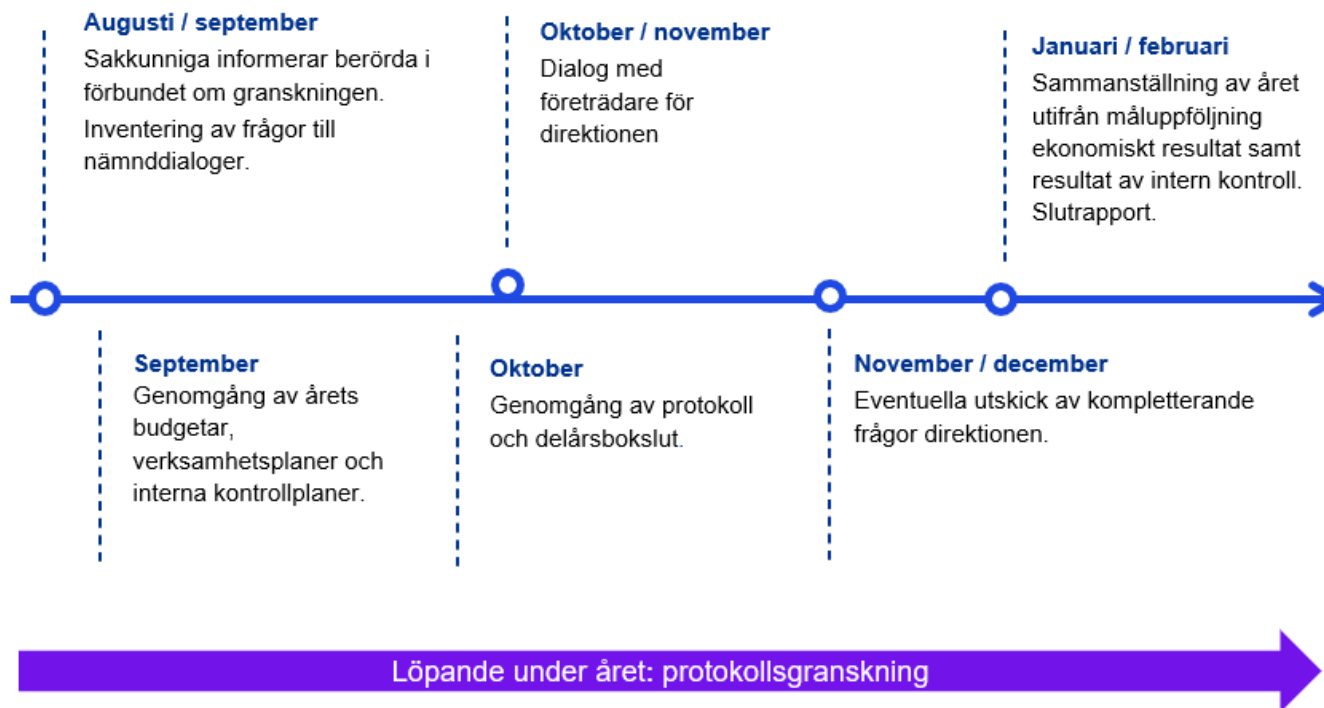 Augusti / september
Sakkunniga informerar berörda i
förbundet om granskningen.
Inventering av frågor till
nämnddialoger.
Oktober / november
Dialog med
företrädare för
direktionen
Januari / februari
Sammanställning av året
utifrån måluppföljning
ekonomiskt resultat samt
resultat av intern kontroll.
Slutrapport.
September
Genomgång av årets
budgetar,
verksamhetsplaner och
interna kontrollplaner.
Oktober
Genomgång av protokoll
och delårsbokslut.
November / december
Eventuella utskick av kompletterande
frågor direktionen.
Löpande under året: protokollsgranskning